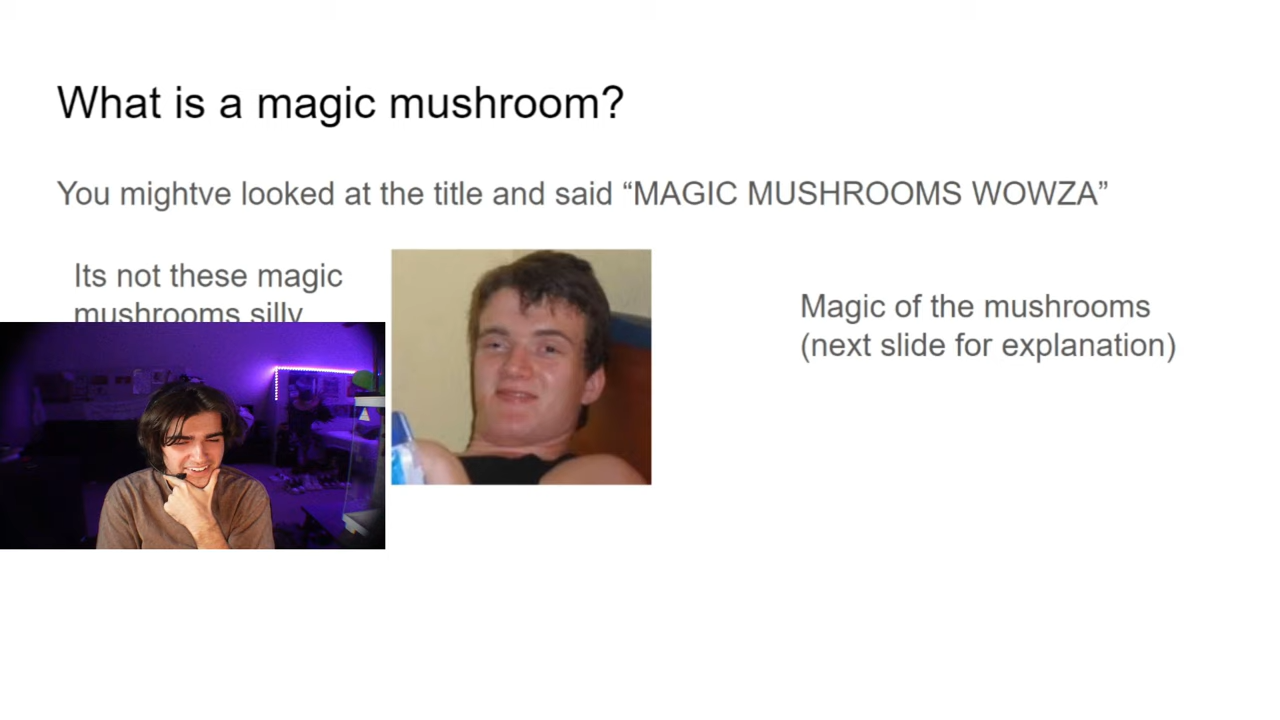 What is a magic mushroom?
You mightve looked at the title and said “MAGIC MUSHROOMS WOWZA”
Its not these magic
mushrooms silly
Magic of the mushrooms
(next slide for explanation)